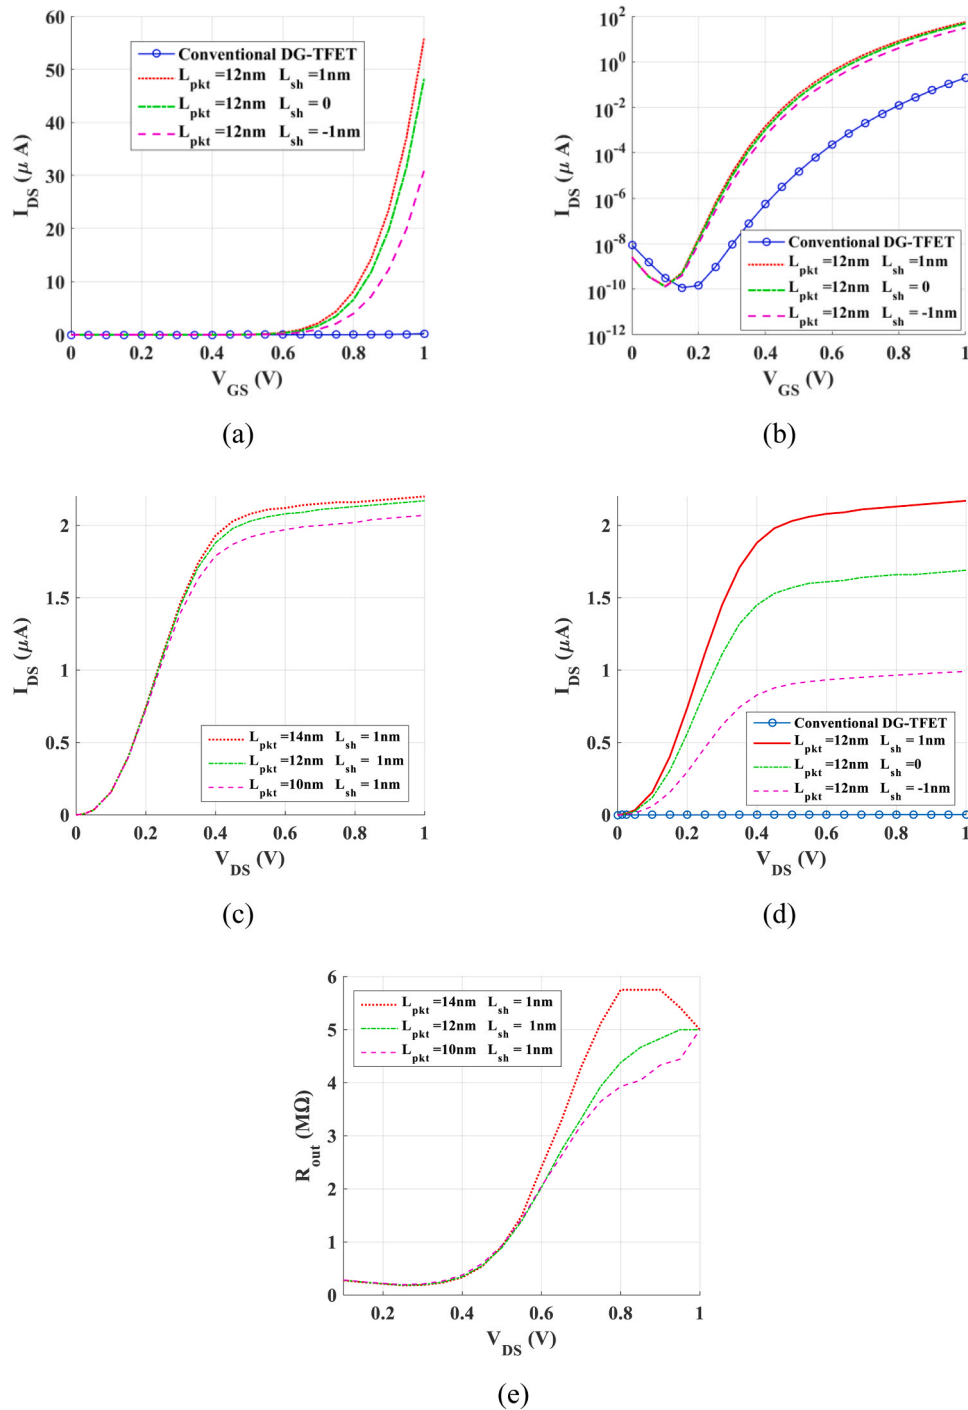 60
50
40
30
20
10
0
I_DS (μ A)
Conventional DG-TFET
L_pkt =12nm L_sh =1nm
L_pkt =12nm L_sh = 0
L_pkt =12nm L_sh = -1nm
0 0.2 0.4 0.6 0.8 1
V_GS (V)
(a)
10^2
10^0
10^-2
10^-4
10^-6
10^-8
10^-10
10^-12
I_DS (μ A)
Conventional DG-TFET
L_pkt =12nm L_sh =1nm
L_pkt =12nm L_sh = 0
L_pkt =12nm L_sh = -1nm
0 0.2 0.4 0.6 0.8 1
V_GS (V)
(b)
2
1.5
1
0.5
0
I_DS (μA)
L_pkt =14nm L_sh = 1nm
L_pkt =12nm L_sh = 1nm
L_pkt =10nm L_sh = 1nm
0 0.2 0.4 0.6 0.8 1
V_DS (V)
(c)
2
1.5
1
0.5
0
I_DS (μA)
Conventional DG-TFET
L_pkt =12nm L_sh = 1nm
L_pkt =12nm L_sh =0
L_pkt =12nm L_sh = -1nm
0 0.2 0.4 0.6 0.8 1
V_DS (V)
(d)
6
5
4
3
2
1
0
R_out (MΩ)
L_pkt =14nm L_sh = 1nm
L_pkt =12nm L_sh = 1nm
L_pkt =10nm L_sh = 1nm
0.2 0.4 0.6 0.8 1
V_DS (V)
(e)